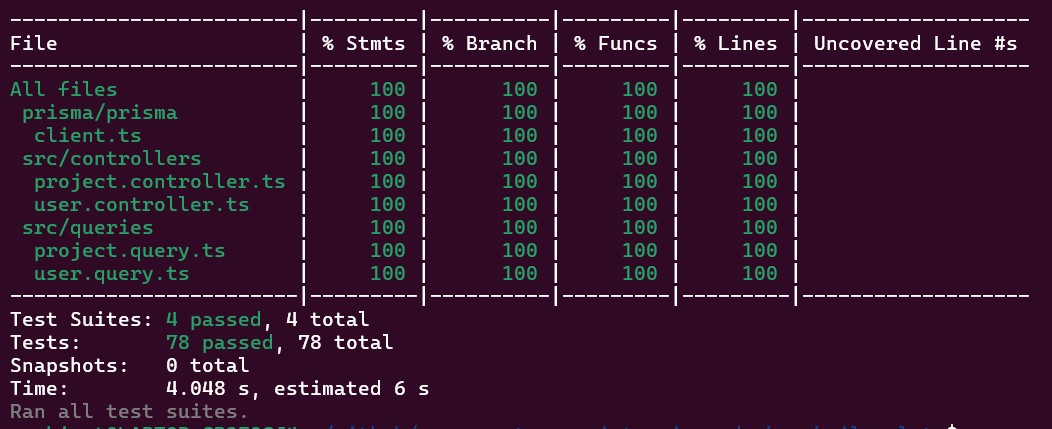 ------------------------|---------|----------|---------|---------|-------------------
File                    | % Stmts | % Branch | % Funcs | % Lines | Uncovered Line #s
------------------------|---------|----------|---------|---------|-------------------
All files               |     100 |      100 |     100 |     100 |
 prisma/prisma          |     100 |      100 |     100 |     100 |
  client.ts             |     100 |      100 |     100 |     100 |
 src/controllers        |     100 |      100 |     100 |     100 |
  project.controller.ts |     100 |      100 |     100 |     100 |
  user.controller.ts    |     100 |      100 |     100 |     100 |
 src/queries            |     100 |      100 |     100 |     100 |
  project.query.ts      |     100 |      100 |     100 |     100 |
  user.query.ts         |     100 |      100 |     100 |     100 |
------------------------|---------|----------|---------|---------|-------------------
Test Suites: 4 passed, 4 total
Tests:       78 passed, 78 total
Snapshots:   0 total
Time:        4.048 s, estimated 6 s
Ran all test suites.